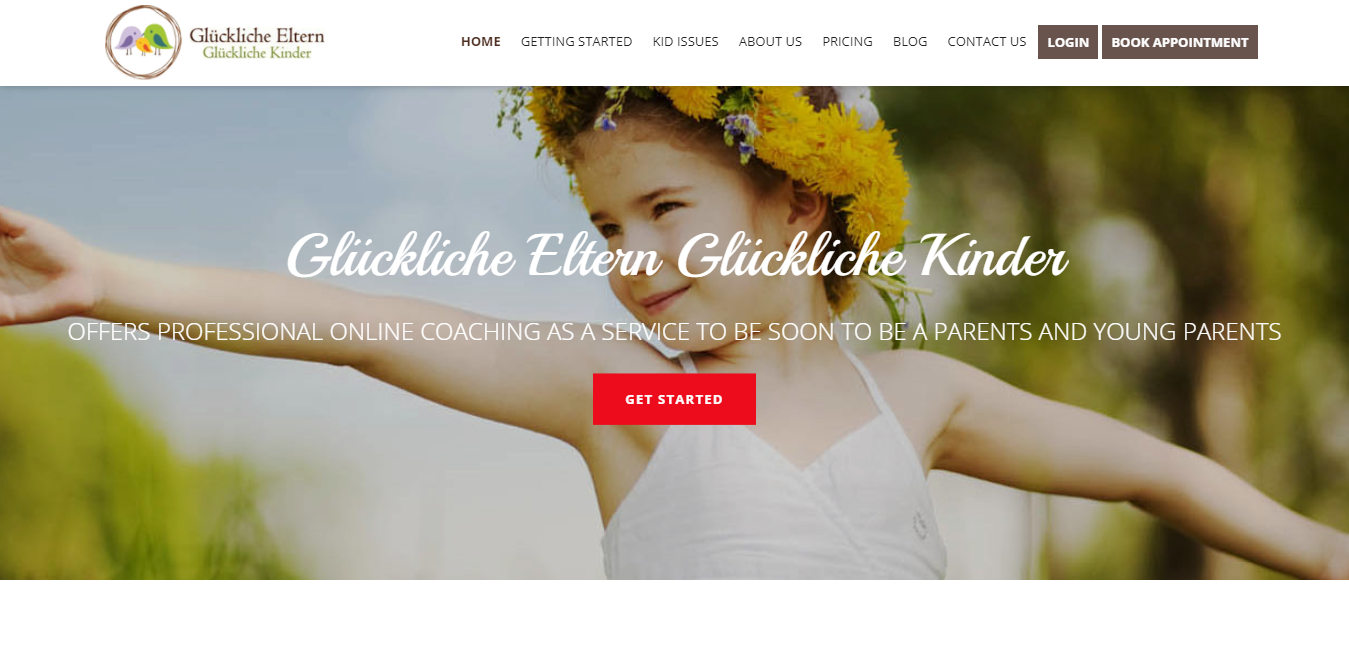 Glückliche Eltern
Glückliche Kinder
HOME GETTING STARTED KID ISSUES ABOUT US PRICING BLOG CONTACT US LOGIN BOOK APPOINTMENT
Glückliche Eltern Glückliche Kinder
OFFERS PROFESSIONAL ONLINE COACHING AS A SERVICE TO BE SOON TO BE A PARENTS AND YOUNG PARENTS
GET STARTED